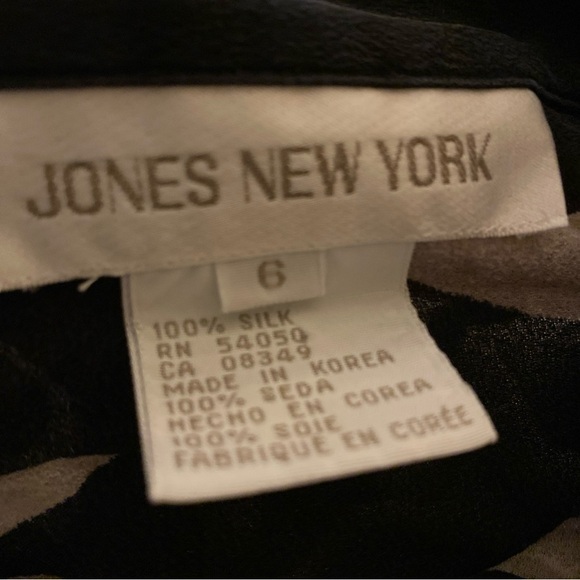 JONES NEW YORK
6
100% SILK
RN 54050
CA 08349
MADE IN KOREA
100% SEDA
HECHO EN COREA
100% SOIE
FABRIQUE EN CORÉE